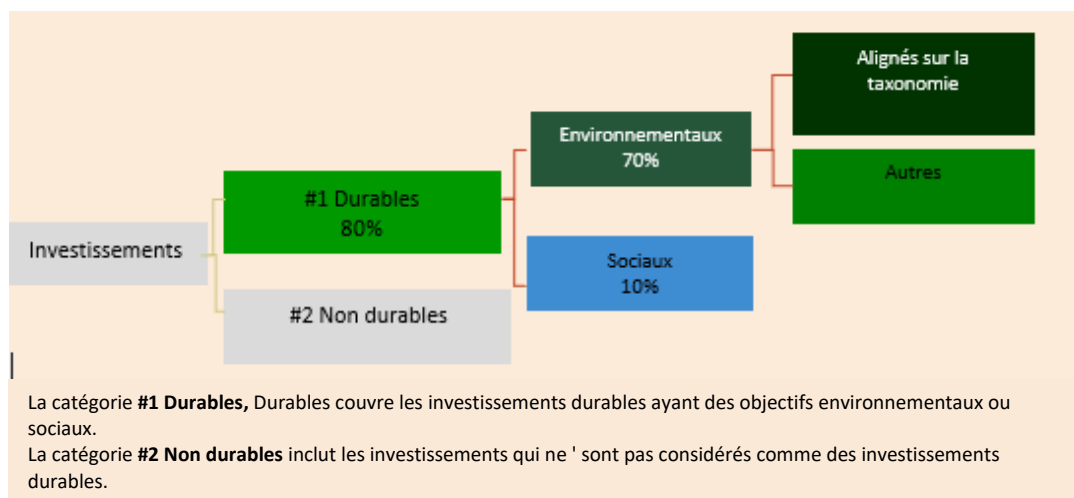 Alignés sur la
taxonomie
Environnementaux
70%
Autres
#1 Durables
80%
Investissements
Sociaux
10%
#2 Non durables
La catégorie #1 Durables, Durables couvre les investissements durables ayant des objectifs environnementaux ou
sociaux.
La catégorie #2 Non durables inclut les investissements qui ne ' sont pas considérés comme des investissements
durables.